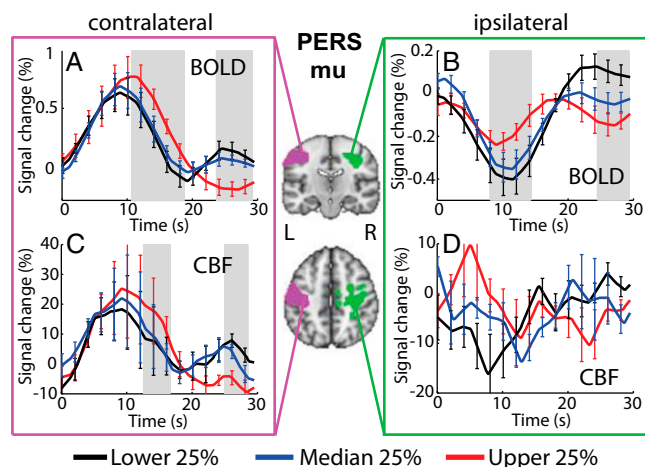 contralateral
ipsilateral
PERS
mu
A
BOLD
Signal change (%)
1
0.5
0
0 10 20 30
Time (s)
B
BOLD
Signal change (%)
0.2
0
-0.2
-0.4
0 10 20 30
Time (s)
L R
C
CBF
Signal change (%)
40
30
20
10
0
-10
0 10 20 30
Time (s)
D
CBF
Signal change (%)
10
0
-10
-20
0 10 20 30
Time (s)
Lower 25% Median 25% Upper 25%